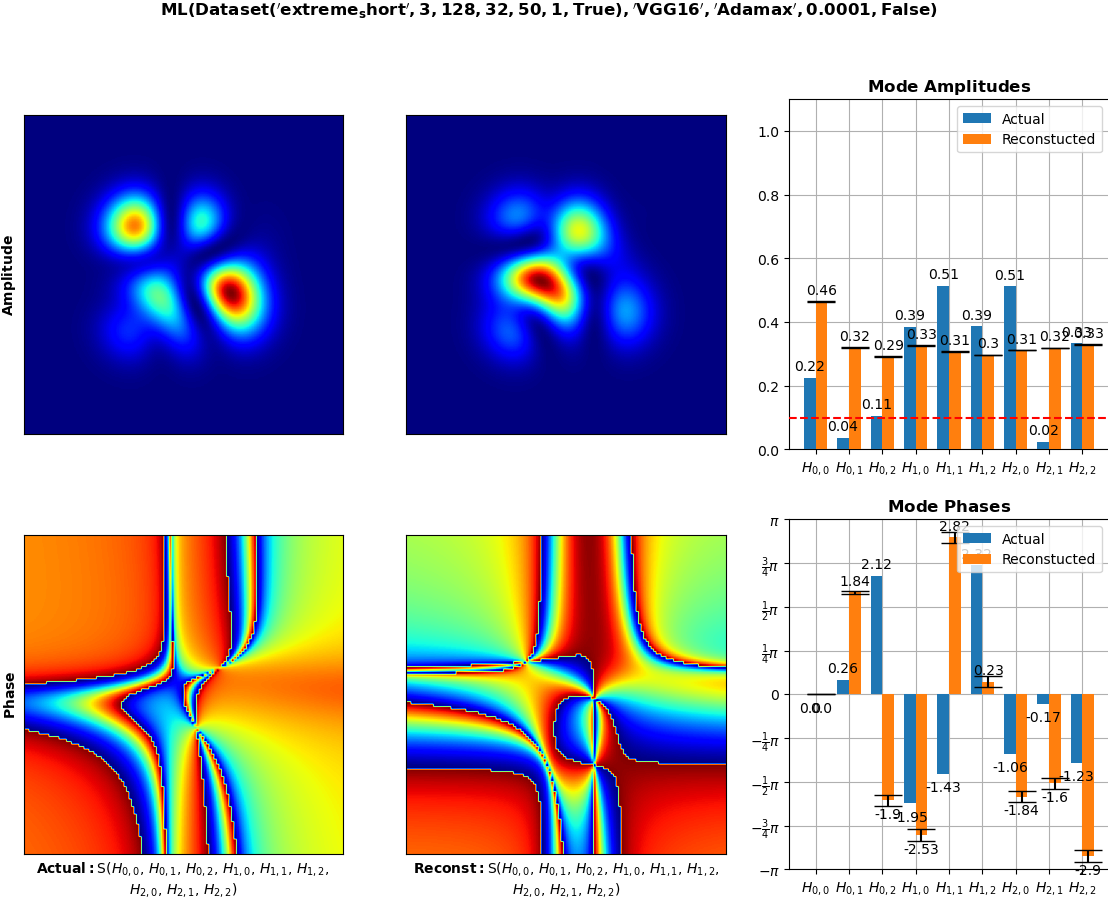 ML(Dataset('extreme_short', 3, 128, 32, 50, 1, True), 'VGG16', 'Adamax', 0.0001, False)
Amplitude
Mode Amplitudes
Actual
Reconstucted
1.0
0.8
0.6
0.4
0.2
0.0
0.22
0.46
0.04
0.32
0.11
0.29
0.39
0.33
0.51
0.31
0.39
0.3
0.51
0.31
0.02
0.32
0.33
0.33
H0,0 H0,1 H0,2 H1,0 H1,1 H1,2 H2,0 H2,1 H2,2
Phase
Actual: S(H0,0, H0,1, H0,2, H1,0, H1,1, H1,2,
H2,0, H2,1, H2,2)
Reconst: S(H0,0, H0,1, H0,2, H1,0, H1,1, H1,2,
H2,0, H2,1, H2,2)
Mode Phases
Actual
Reconstucted
π
3/4π
1/2π
1/4π
0
−1/4π
−1/2π
−3/4π
−π
0.0
0.0
0.26
1.84
2.12
-1.9
-1.95
-2.53
-1.43
2.82
0.23
-1.06
-1.84
-0.17
-1.6
-1.23
-2.9
H0,0 H0,1 H0,2 H1,0 H1,1 H1,2 H2,0 H2,1 H2,2